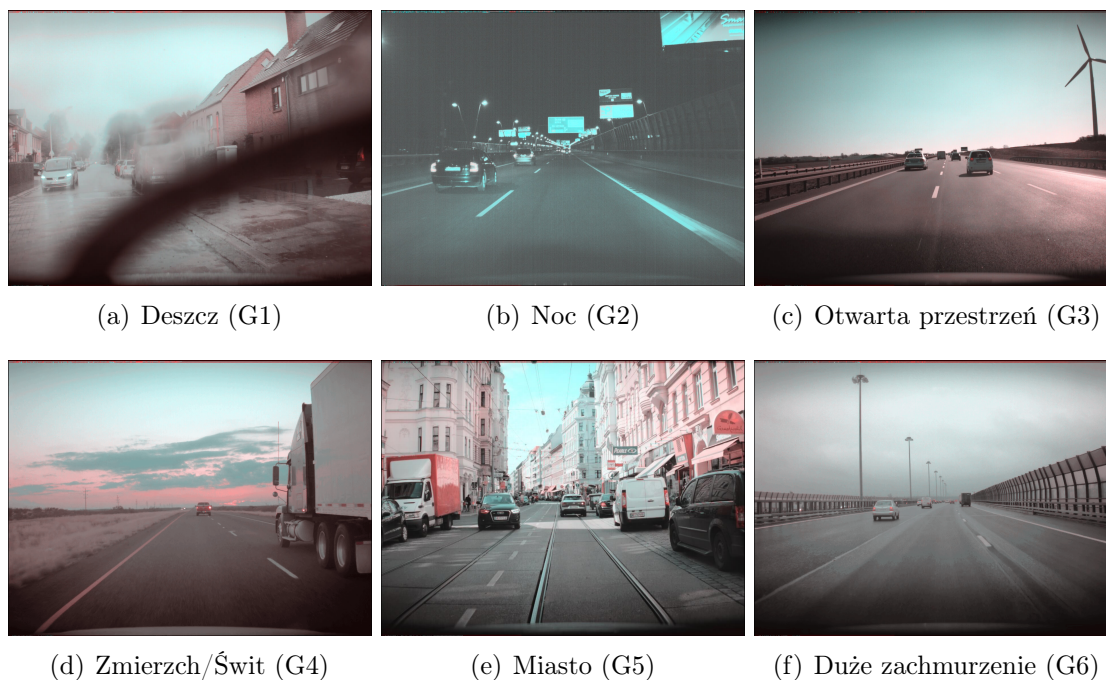 (a) Deszcz (G1)
(b) Noc (G2)
(c) Otwarta przestrzeń (G3)
(d) Zmierzch/Świt (G4)
(e) Miasto (G5)
(f) Duże zachmurzenie (G6)